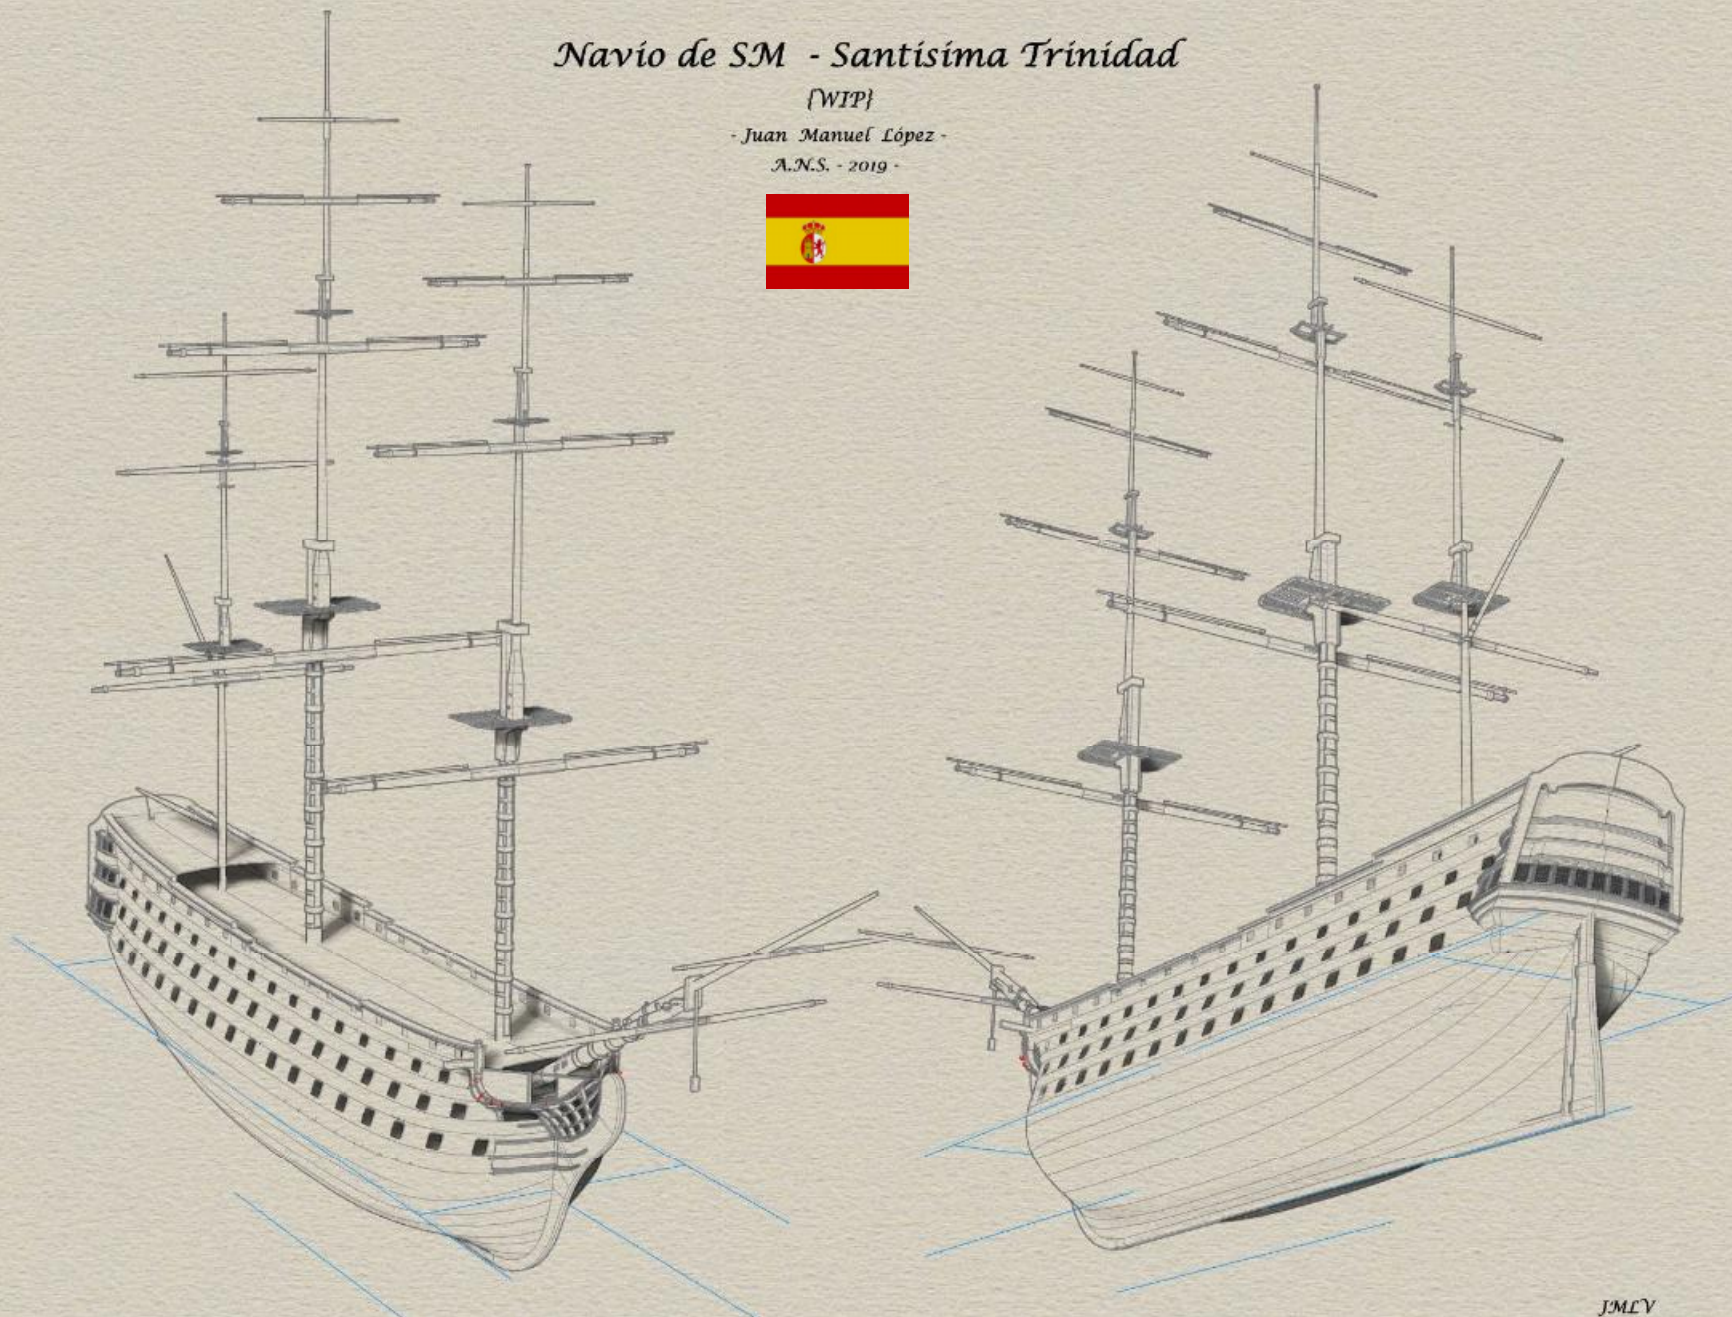 Navio de SM - Santisima Trinidad
{WIP}
- Juan Manuel López -
A.N.S. - 2019 -
JMLV